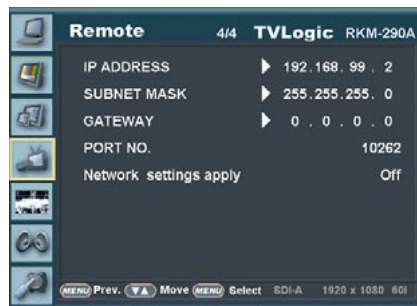 Remote 4/4 TVLogic RKM-290A
IP ADDRESS 192.168. 99 . 2
SUBNET MASK 255.255.255. 0
GATEWAY 0 . 0 . 0 . 0
PORT NO. 10262
Network settings apply Off
MENU Prev. ▼▲ Move MENU Select SDI-A 1920 x 1080 60i